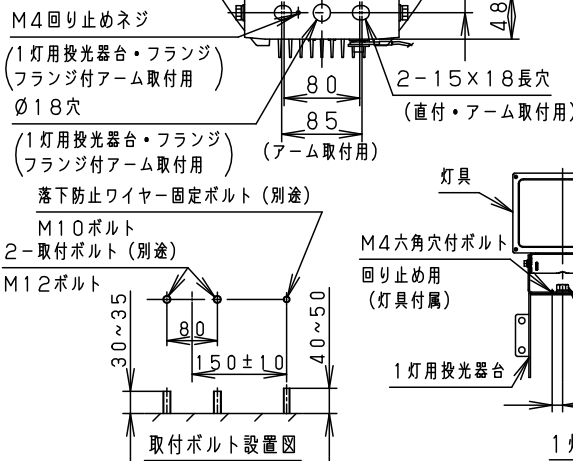 M4回り止めネジ
(1灯用投光器台・フランジ
フランジ付アーム取付用)
Ø18穴
(1灯用投光器台・フランジ
フランジ付アーム取付用)
80
85
(アーム取付用)
48
2-15×18長穴
(直付・アーム取付用)
落下防止ワイヤー固定ボルト(別途)
M10ボルト
2-取付ボルト(別途)
M12ボルト
30~35
80
150±10
40~50
取付ボルト設置図
灯具
M4六角穴付ボルト
回り止め用
(灯具付属)
1灯用投光器台
1